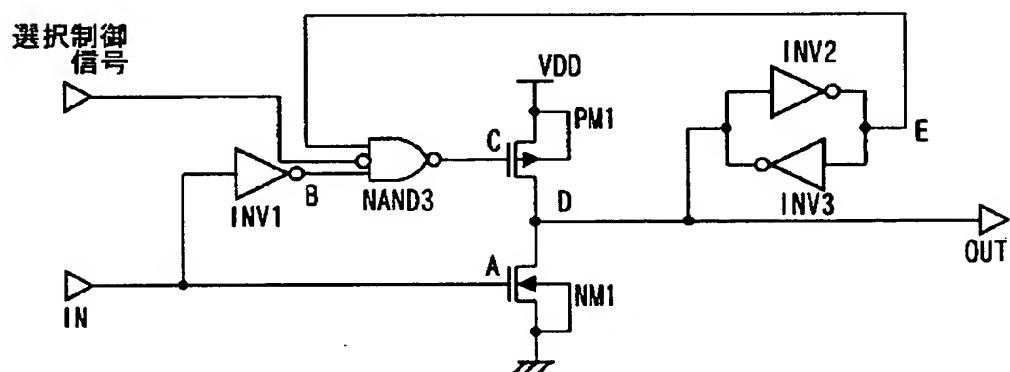 選択制御
信号
INV2
VDD
PM1
C
E
B
NAND3
INV1
D
INV3
OUT
A
NM1
IN